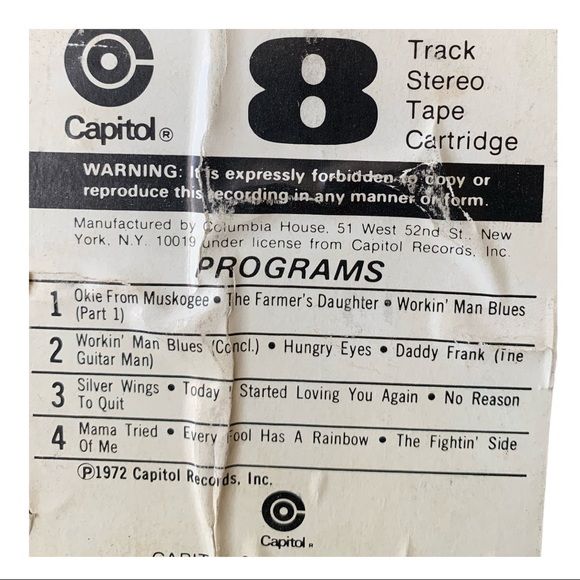 8 Track
Stereo
Tape
Cartridge
Capitol ®
WARNING: It is expressly forbidden to copy or
reproduce this recording in any manner or form.
Manufactured by Columbia House, 51 West 52nd St., New
York, N.Y. 10019 under license from Capitol Records, Inc.
PROGRAMS
1 Okie From Muskogee • The Farmer's Daughter • Workin' Man Blues
(Part 1)
2 Workin' Man Blues (Concl.) • Hungry Eyes • Daddy Frank (The
Guitar Man)
3 Silver Wings • Today I Started Loving You Again • No Reason
To Quit
4 Mama Tried • Every Fool Has A Rainbow • The Fightin' Side
Of Me
℗1972 Capitol Records, Inc.
Capitol ®